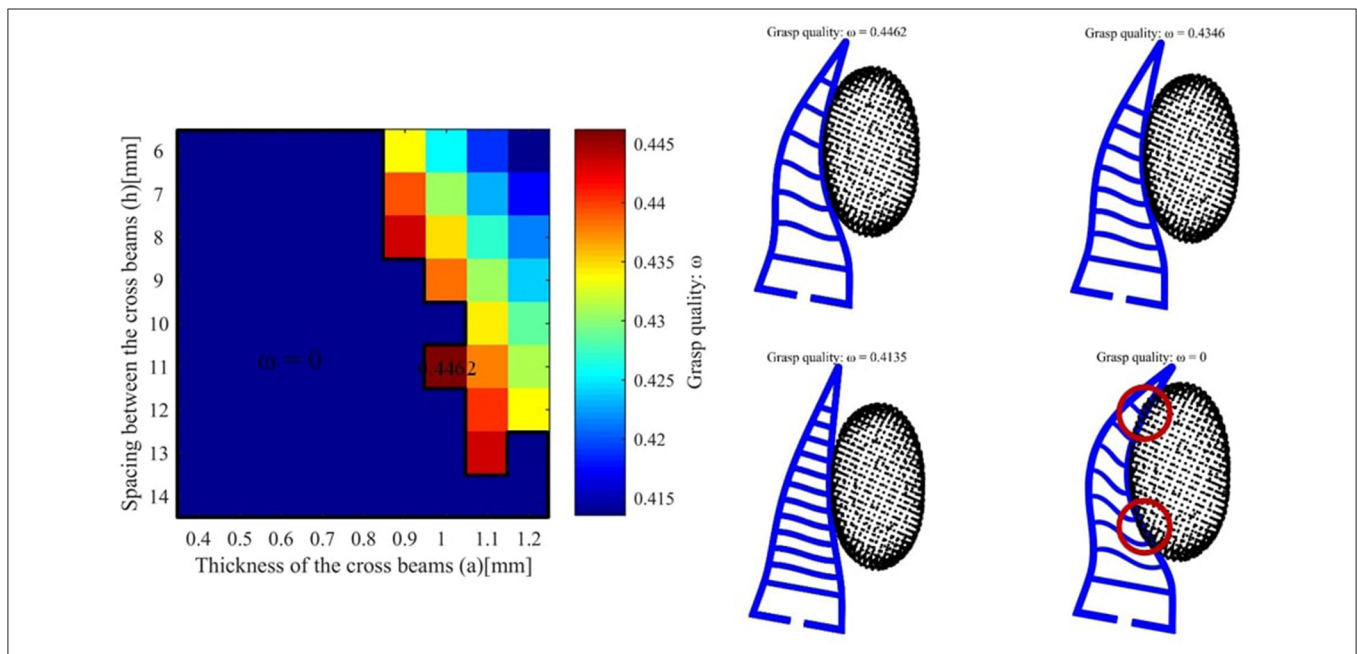 Grasp quality: ω = 0.4462
Grasp quality: ω = 0.4346
Spacing between the cross beams (h)[mm]
6
7
8
9
10
11
12
13
14
ω = 0
0.4462
0.4 0.5 0.6 0.7 0.8 0.9 1 1.1 1.2
Thickness of the cross beams (a)[mm]
0.445
0.44
0.435
0.43
0.425
0.42
0.415
Grasp quality: ω
Grasp quality: ω = 0.4135
Grasp quality: ω = 0